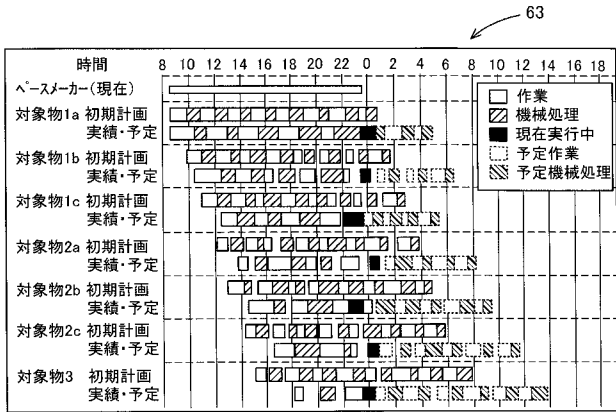 63
時間 8 10 12 14 16 18 20 22 0 2 4 6 8 10 12 14 16 18
ペースメーカー(現在)
対象物1a 初期計画
実績・予定
対象物1b 初期計画
実績・予定
対象物1c 初期計画
実績・予定
対象物2a 初期計画
実績・予定
対象物2b 初期計画
実績・予定
対象物2c 初期計画
実績・予定
対象物3 初期計画
実績・予定
作業
機械処理
現在実行中
予定作業
予定機械処理